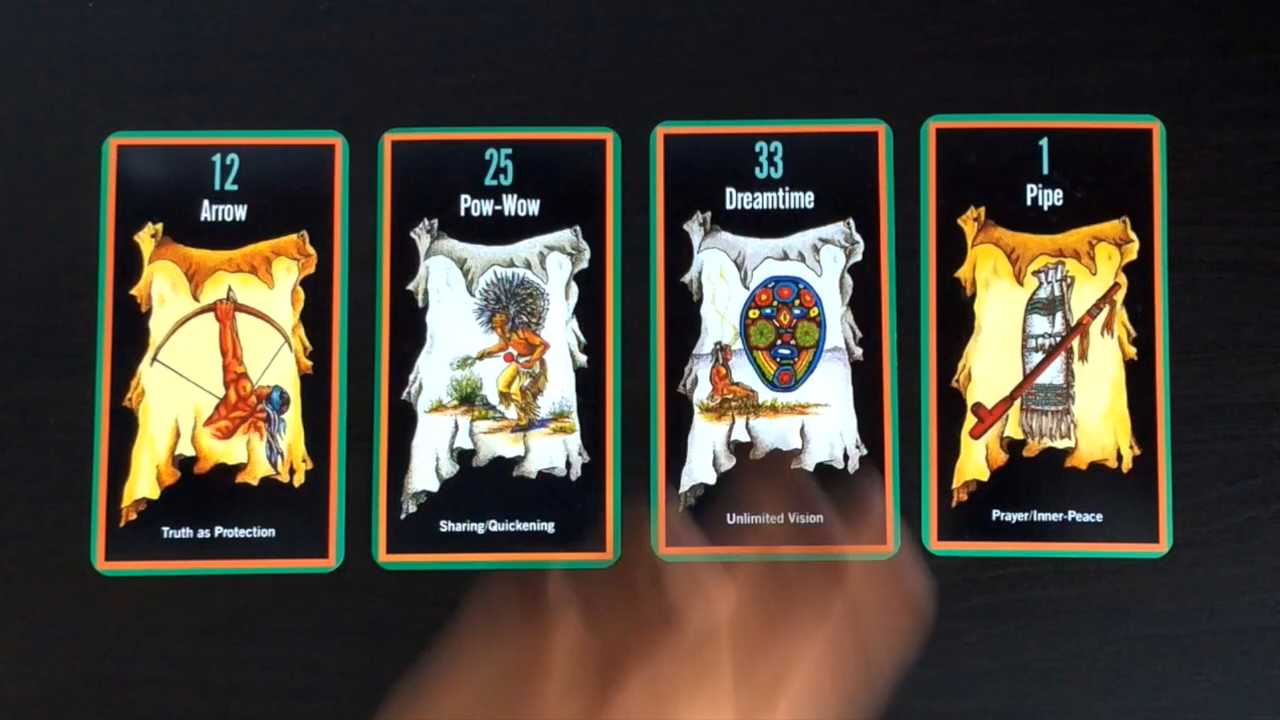 12
Arrow
Truth as Protection
25
Pow-Wow
Sharing/Quickening
33
Dreamtime
Unlimited Vision
1
Pipe
Prayer/Inner-Peace